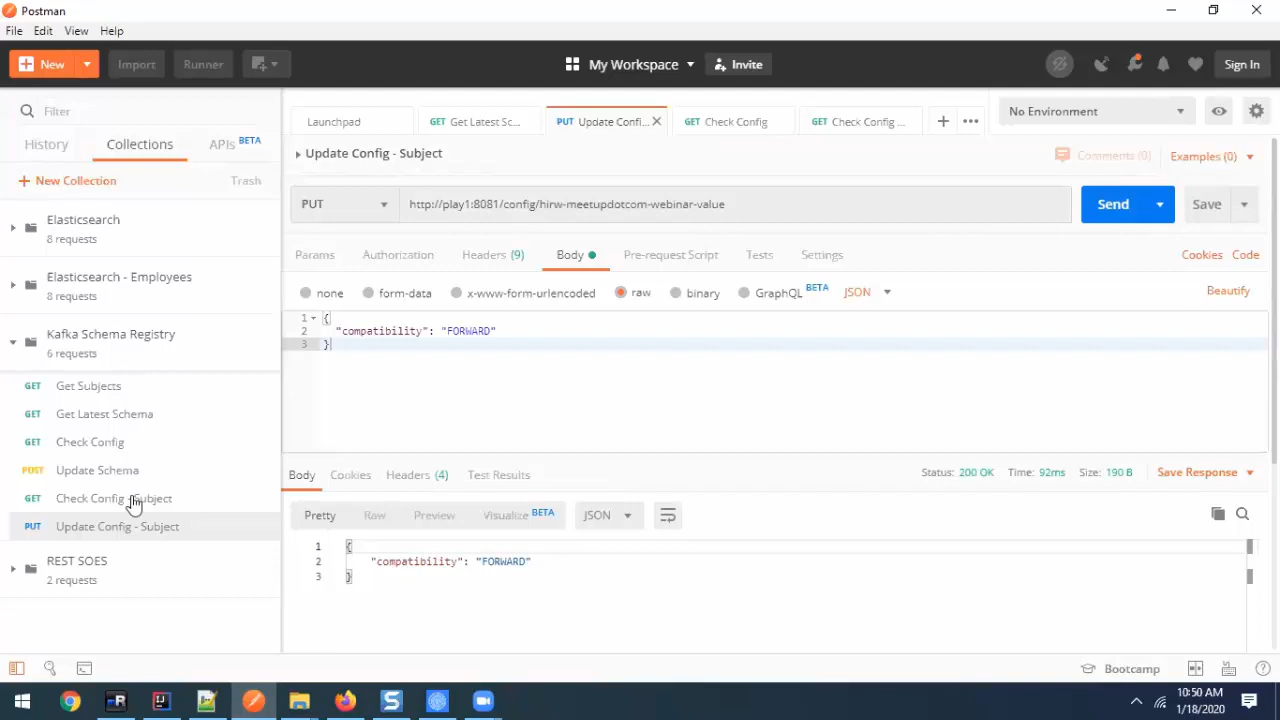 Postman
File Edit View Help
New Import Runner My Workspace Invite Sign In
Filter
History Collections APIs BETA
New Collection Trash
Elasticsearch
8 requests
Elasticsearch - Employees
8 requests
Kafka Schema Registry
6 requests
GET Get Subjects
GET Get Latest Schema
GET Check Config
POST Update Schema
GET Check Config - Subject
PUT Update Config - Subject
REST SOES
2 requests
Launchpad GET Get Latest Sc... PUT Update Confi... GET Check Config GET Check Config ... No Environment
Update Config - Subject Comments (0) Examples (0)
PUT http://play1:8081/config/hirw-meetupdotcom-webinar-value Send Save
Params Authorization Headers (9) Body Pre-request Script Tests Settings Cookies Code
none form-data x-www-form-urlencoded raw binary GraphQL BETA JSON Beautify
1 {
2 "compatibility": "FORWARD"
3 }
Body Cookies Headers (4) Test Results Status: 200 OK Time: 92ms Size: 190 B Save Response
Pretty Raw Preview Visualize BETA JSON
1 {
2 "compatibility": "FORWARD"
3 }
Bootcamp
10:50 AM
1/18/2020